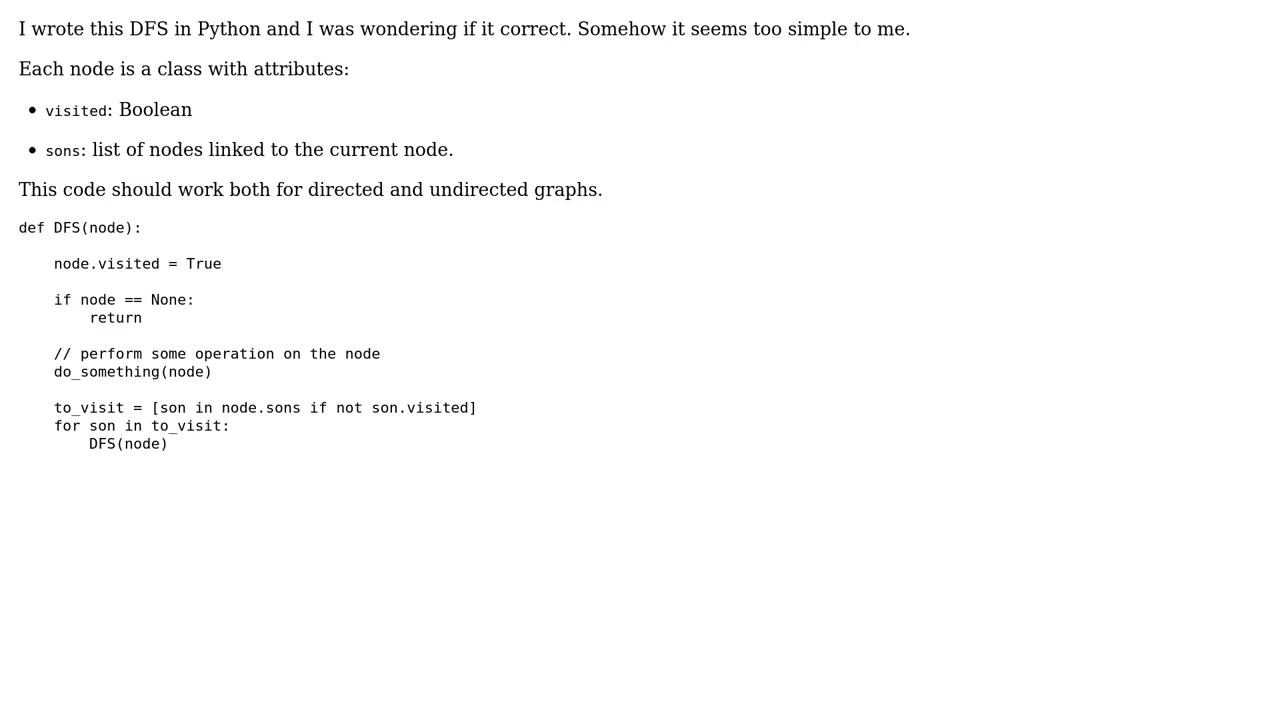 I wrote this DFS in Python and I was wondering if it correct. Somehow it seems too simple to me.
Each node is a class with attributes:
• visited: Boolean
• sons: list of nodes linked to the current node.
This code should work both for directed and undirected graphs.
def DFS(node):
    node.visited = True
    if node == None:
        return
    // perform some operation on the node
    do_something(node)
    to_visit = [son in node.sons if not son.visited]
    for son in to_visit:
        DFS(node)